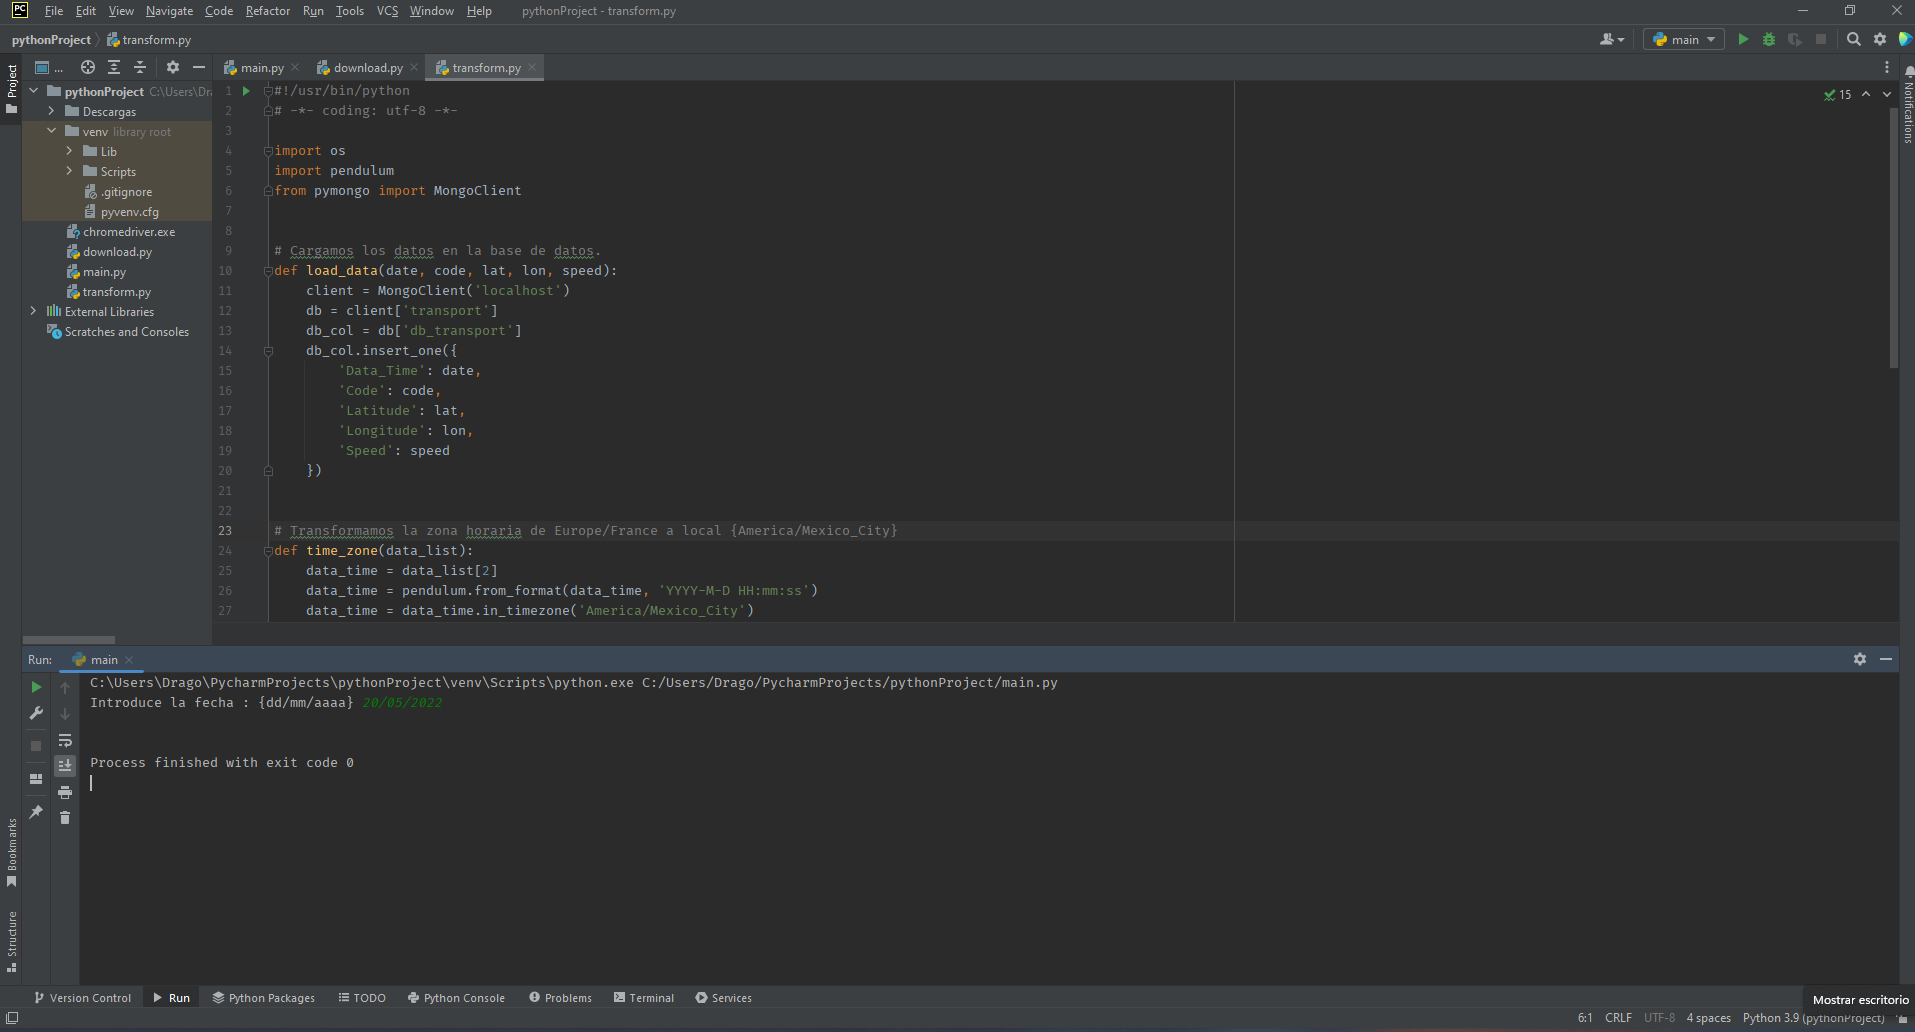 PC File Edit View Navigate Code Refactor Run Tools VCS Window Help pythonProject - transform.py
pythonProject transform.py main
Project ... main.py download.py transform.py
pythonProject C:\Users\Dra
Descargas
venv library root
Lib
Scripts
.gitignore
pyvenv.cfg
chromedriver.exe
download.py
main.py
transform.py
External Libraries
Scratches and Consoles
15
Notifications
1 #!/usr/bin/python
2 # -*- coding: utf-8 -*-
3
4 import os
5 import pendulum
6 from pymongo import MongoClient
7
8
9 # Cargamos los datos en la base de datos.
10 def load_data(date, code, lat, lon, speed):
11     client = MongoClient('localhost')
12     db = client['transport']
13     db_col = db['db_transport']
14     db_col.insert_one({
15         'Data_Time': date,
16         'Code': code,
17         'Latitude': lat,
18         'Longitude': lon,
19         'Speed': speed
20     })
21
22
23 # Transformamos la zona horaria de Europe/France a local {America/Mexico_City}
24 def time_zone(data_list):
25     data_time = data_list[2]
26     data_time = pendulum.from_format(data_time, 'YYYY-M-D HH:mm:ss')
27     data_time = data_time.in_timezone('America/Mexico_City')
Run: main
C:\Users\Drago\PycharmProjects\pythonProject\venv\Scripts\python.exe C:/Users/Drago/PycharmProjects/pythonProject/main.py
Introduce la fecha : {dd/mm/aaaa} 20/05/2022
Process finished with exit code 0
Bookmarks
Structure
Version Control Run Python Packages TODO Python Console Problems Terminal Services
Mostrar escritorio
6:1 CRLF UTF-8 4 spaces Python 3.9 (pythonProject)